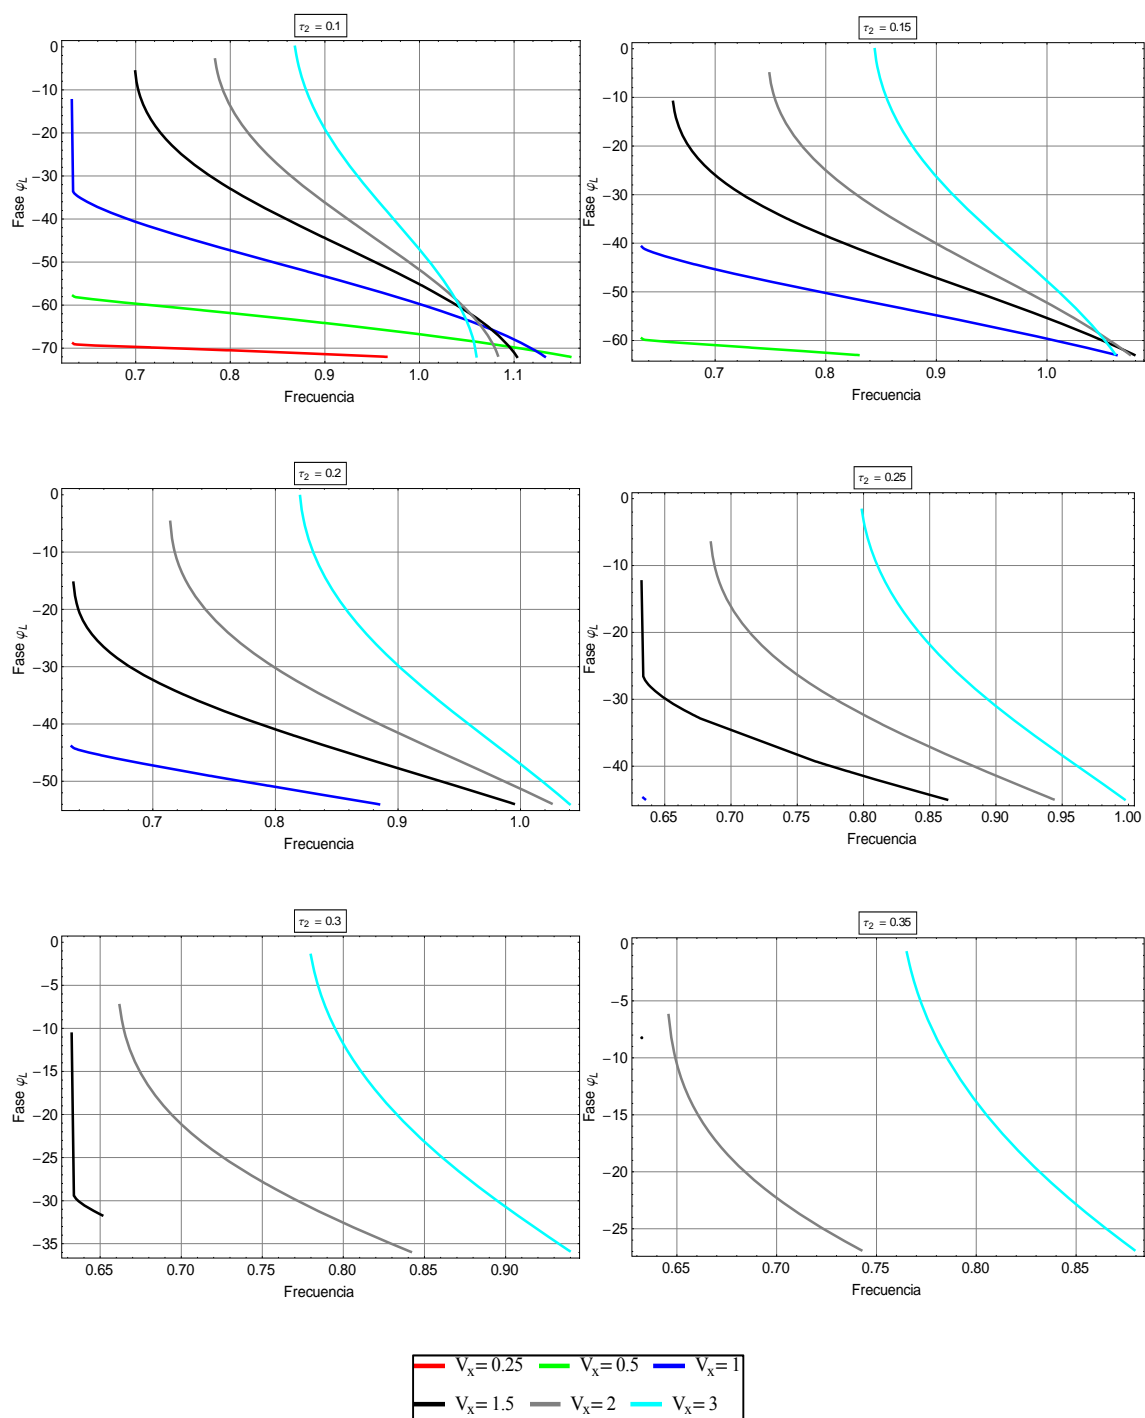 τ2 = 0.1
0
−10
−20
−30
−40
−50
−60
−70
Fase φL
0.7 0.8 0.9 1.0 1.1
Frecuencia
τ2 = 0.15
0
−10
−20
−30
−40
−50
−60
Fase φL
0.7 0.8 0.9 1.0
Frecuencia
τ2 = 0.2
0
−10
−20
−30
−40
−50
Fase φL
0.7 0.8 0.9 1.0
Frecuencia
τ2 = 0.25
0
−10
−20
−30
−40
Fase φL
0.65 0.70 0.75 0.80 0.85 0.90 0.95 1.00
Frecuencia
τ2 = 0.3
0
−5
−10
−15
−20
−25
−30
−35
Fase φL
0.65 0.70 0.75 0.80 0.85 0.90
Frecuencia
τ2 = 0.35
0
−5
−10
−15
−20
−25
Fase φL
0.65 0.70 0.75 0.80 0.85
Frecuencia
Vx= 0.25 Vx= 0.5 Vx= 1
Vx= 1.5 Vx= 2 Vx= 3